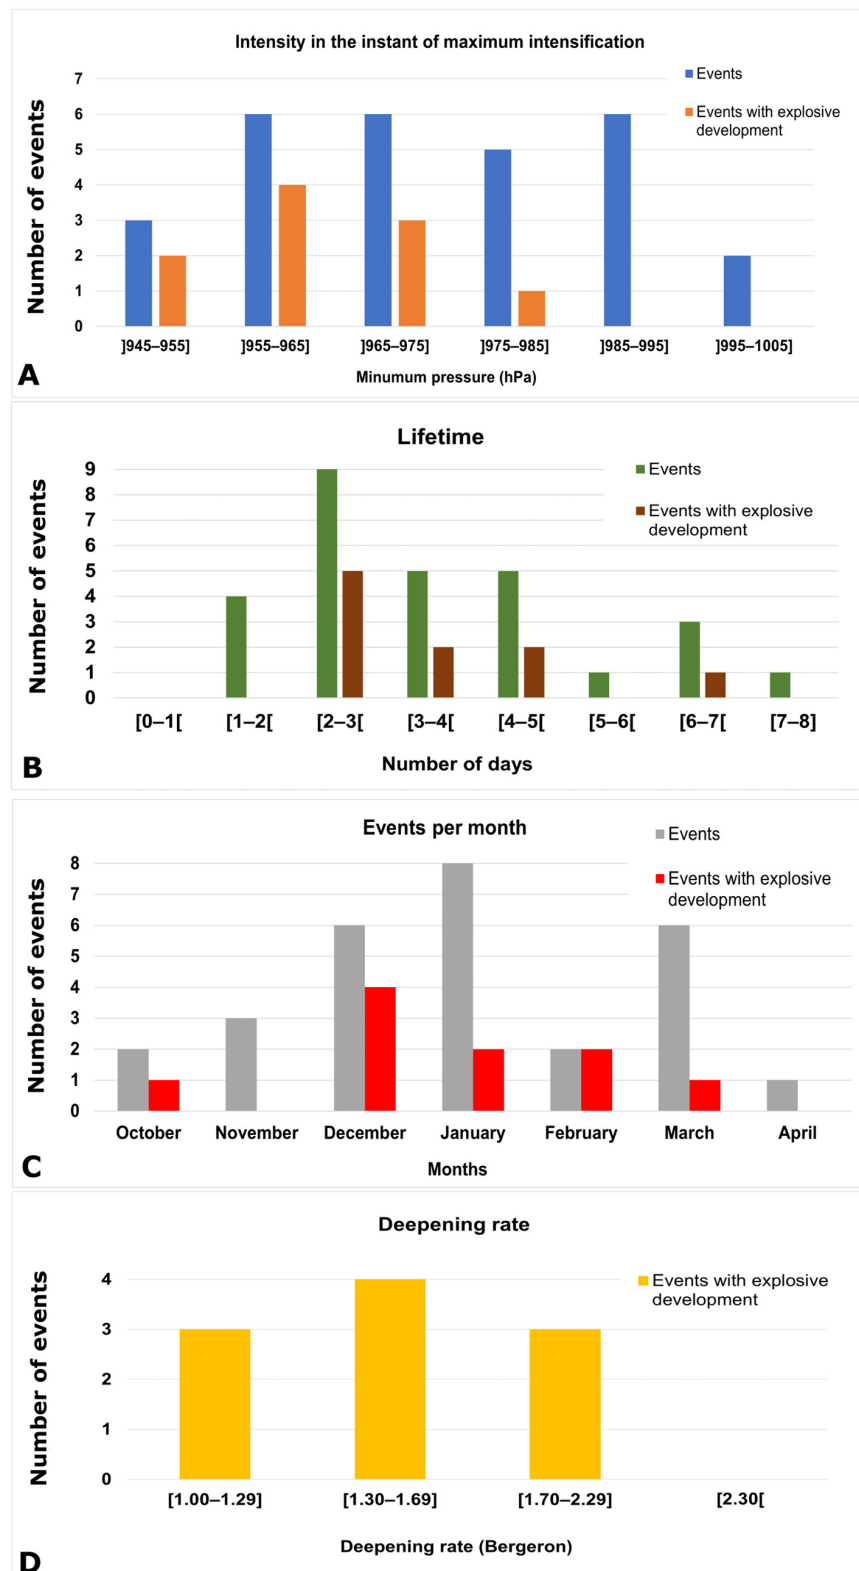 Intensity in the instant of maximum intensification
Events
Events with explosive
development
Number of events
7
6
5
4
3
2
1
0
]945–955]
]955–965]
]965–975]
]975–985]
]985–995]
]995–1005]
Minumum pressure (hPa)
A
Lifetime
Events
Events with explosive
development
Number of events
9
8
7
6
5
4
3
2
1
0
[0–1[
[1–2[
[2–3[
[3–4[
[4–5[
[5–6[
[6–7[
[7–8]
Number of days
B
Events per month
Events
Events with explosive
development
Number of events
8
7
6
5
4
3
2
1
0
October
November
December
January
February
March
April
Months
C
Deepening rate
Events with explosive
development
Number of events
4
3
2
1
0
[1.00–1.29]
[1.30–1.69]
[1.70–2.29]
[2.30[
Deepening rate (Bergeron)
D